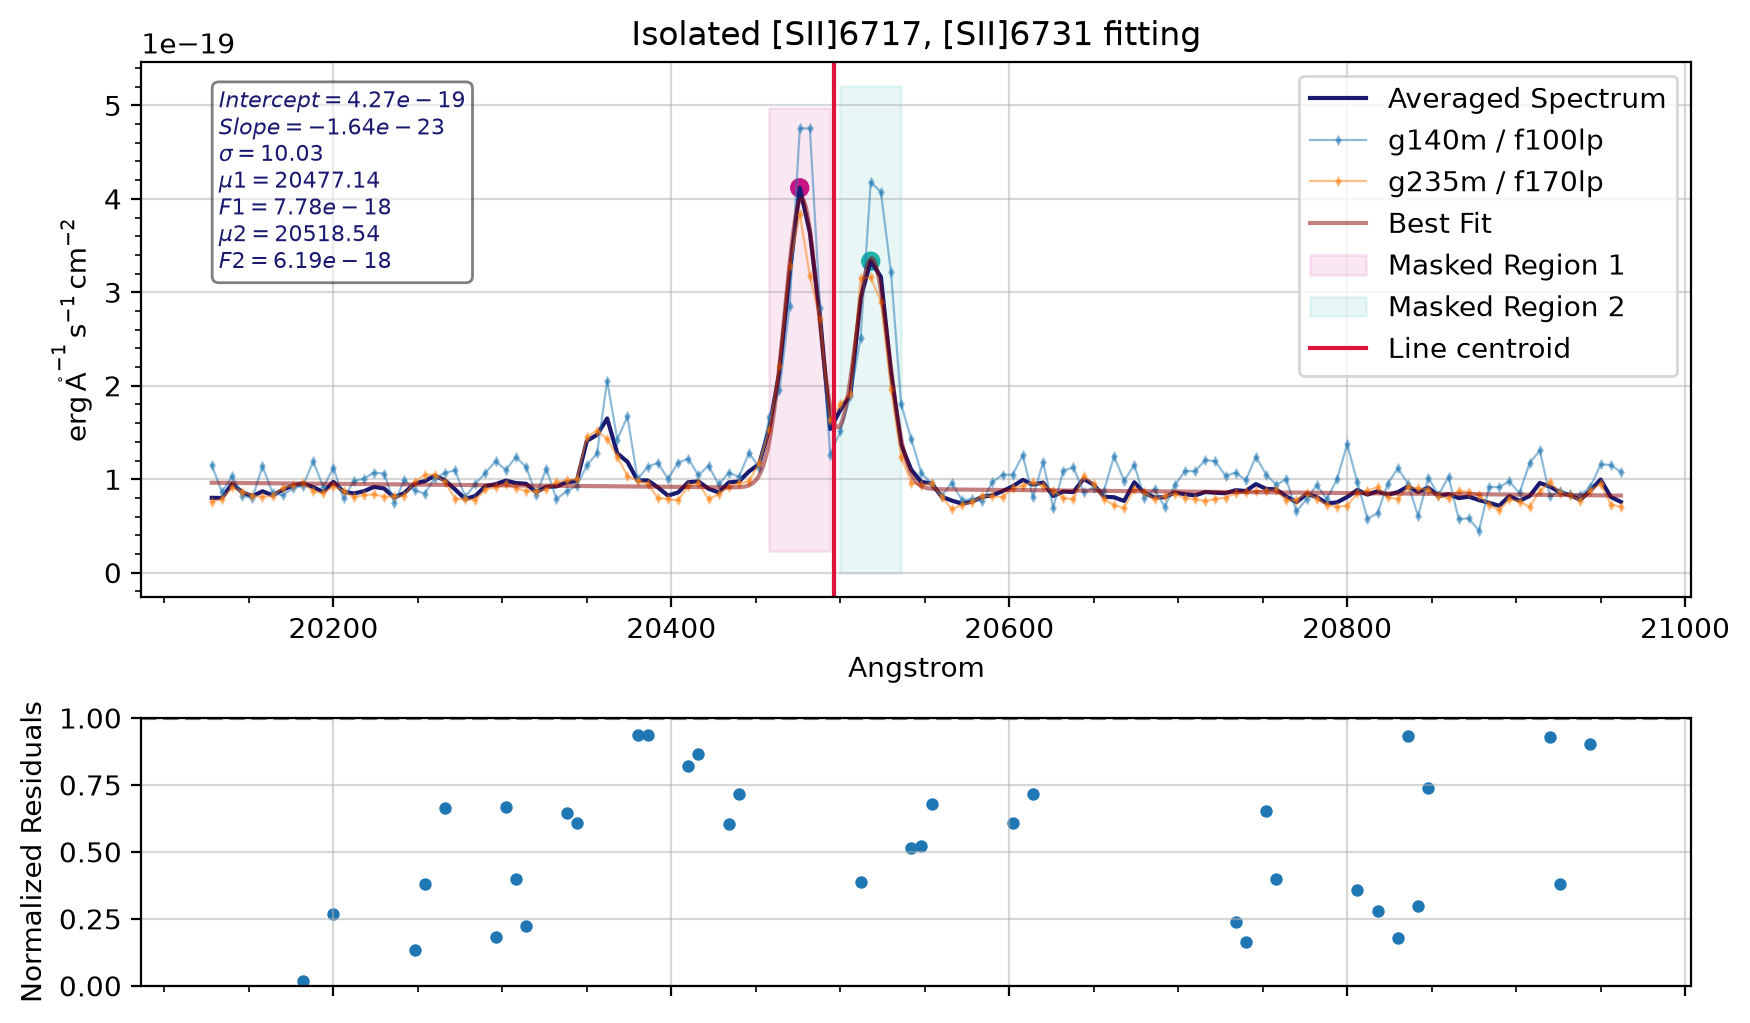 Isolated [SII]6717, [SII]6731 fitting
1e−19
Intercept = 4.27e − 19
Slope = −1.64e − 23
σ = 10.03
μ1 = 20477.14
F1 = 7.78e − 18
μ2 = 20518.54
F2 = 6.19e − 18
Averaged Spectrum
g140m / f100lp
g235m / f170lp
Best Fit
Masked Region 1
Masked Region 2
Line centroid
erg Å⁻¹ s⁻¹ cm⁻²
5
4
3
2
1
0
20200 20400 20600 20800 21000
Angstrom
Normalized Residuals
1.00
0.75
0.50
0.25
0.00